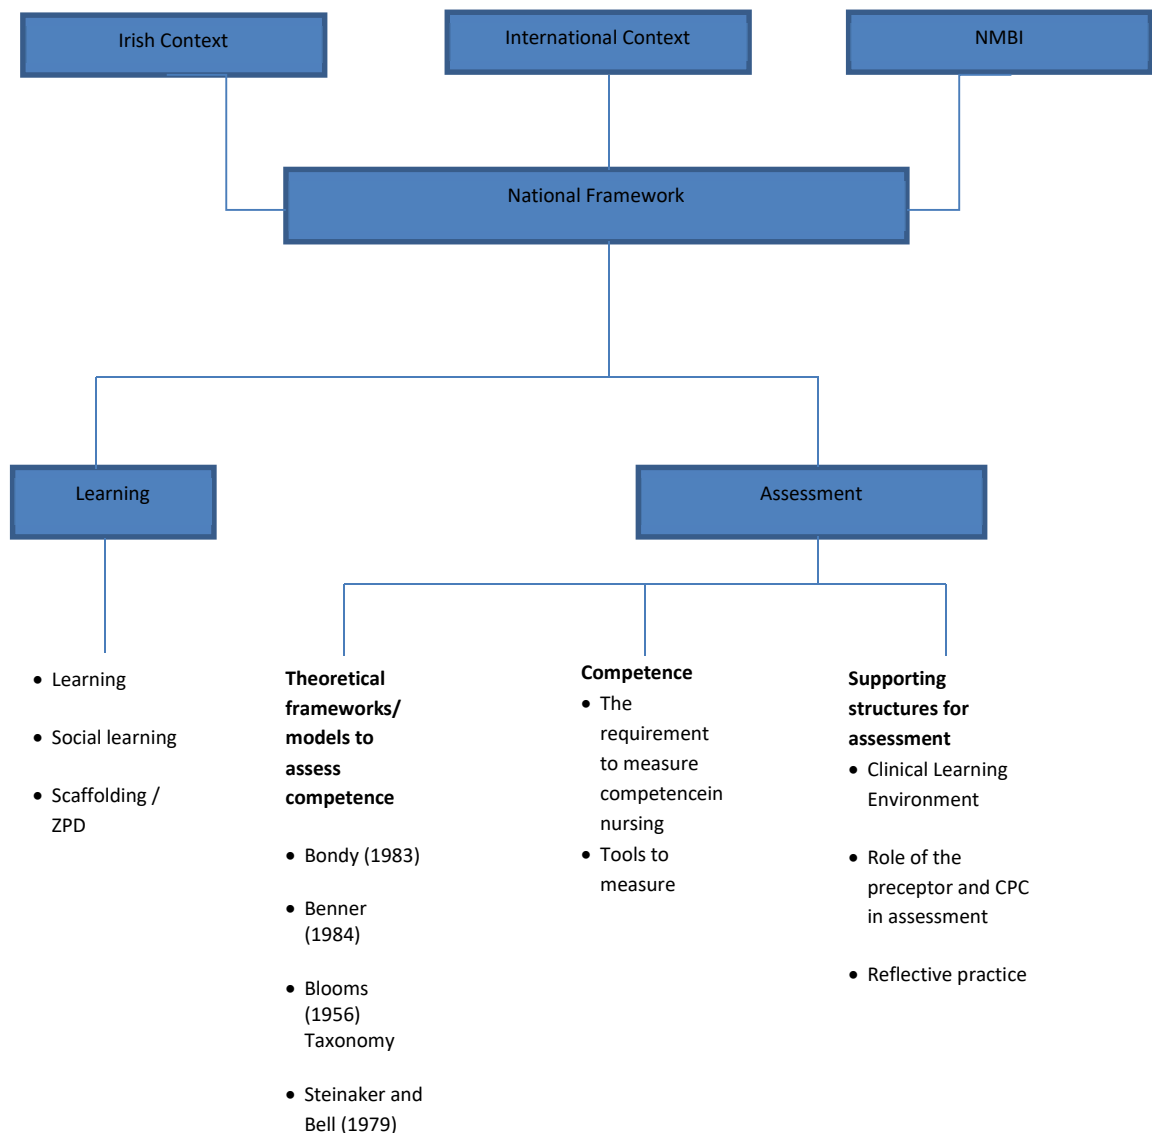 Irish Context
International Context
NMBI
National Framework
Learning
Assessment
• Learning
• Social learning
• Scaffolding /
ZPD
Theoretical
frameworks/
models to
assess
competence
• Bondy (1983)
• Benner
(1984)
• Blooms
(1956)
Taxonomy
• Steinaker and
Bell (1979)
Competence
• The
requirement
to measure
competencein
nursing
• Tools to
measure
Supporting
structures for
assessment
• Clinical Learning
Environment
• Role of the
preceptor and CPC
in assessment
• Reflective practice